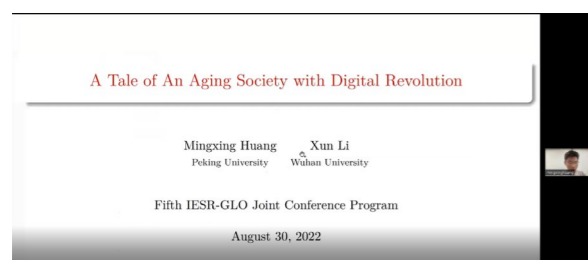 A Tale of An Aging Society with Digital Revolution
Mingxing Huang Xun Li
Peking University Wuhan University
Fifth IESR-GLO Joint Conference Program
August 30, 2022